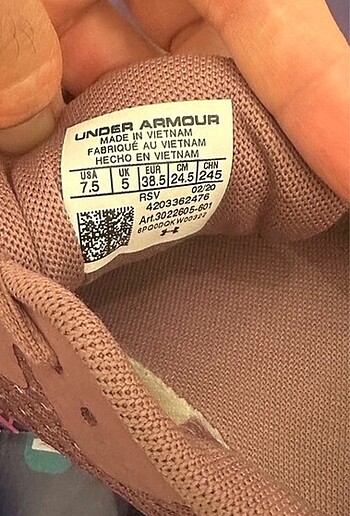 UNDER ARMOUR
MADE IN VIETNAM
FABRIQUÉ AU VIETNAM
HECHO EN VIETNAM
USA UK EUR CM CHN
7.5 5 38.5 24.5 245
RSV 02/20
4203362476
Art.3022605-601
6PQ0DQKW00322